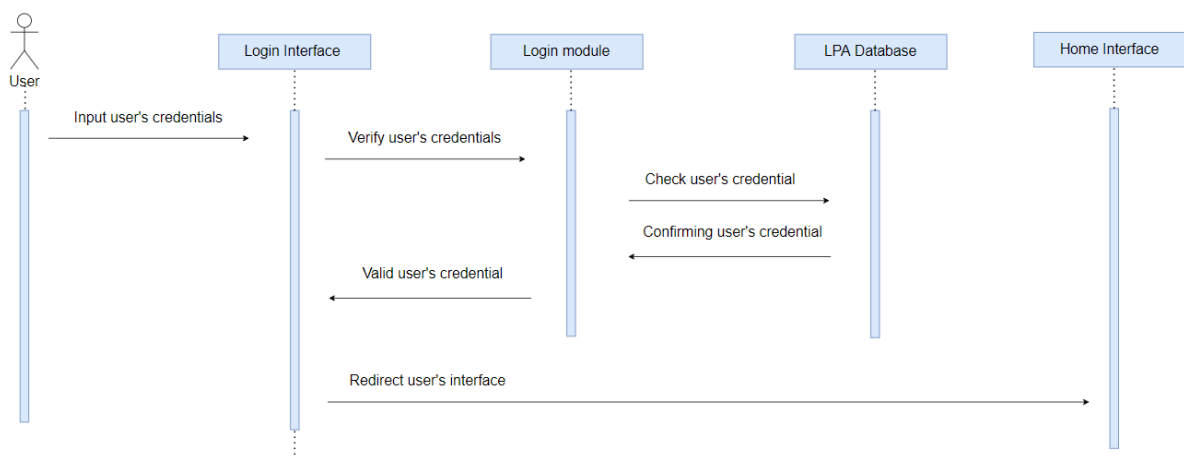 User
Login Interface
Login module
LPA Database
Home Interface
Input user's credentials
Verify user's credentials
Check user's credential
Confirming user's credential
Valid user's credential
Redirect user's interface